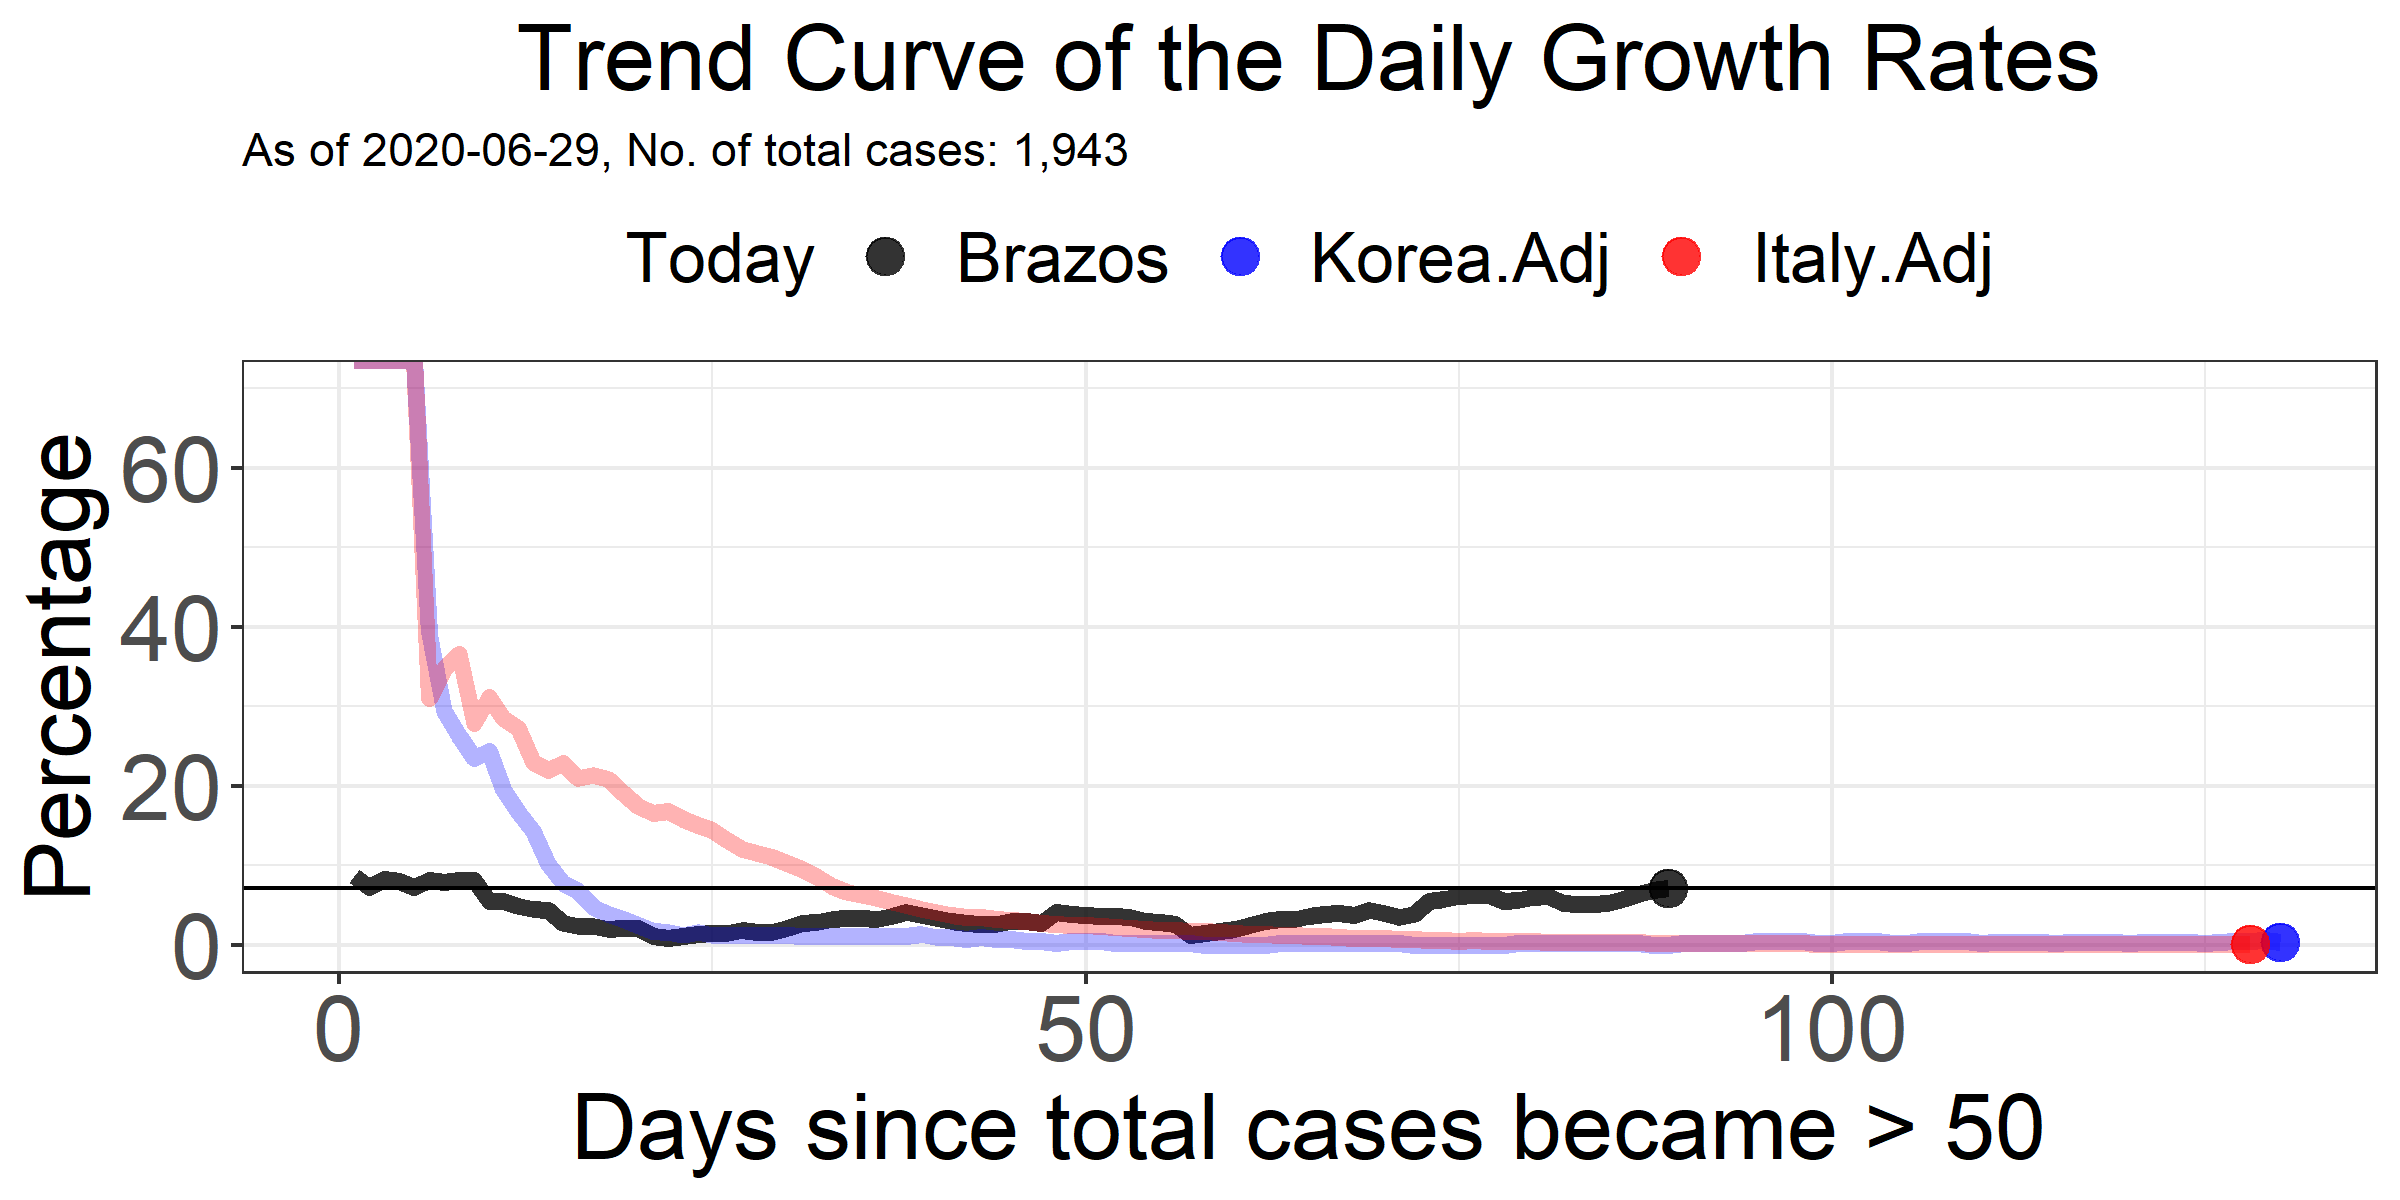 Trend Curve of the Daily Growth Rates
As of 2020-06-29, No. of total cases: 1,943
Today Brazos Korea.Adj Italy.Adj
Percentage
60
40
20
0
0 50 100
Days since total cases became > 50